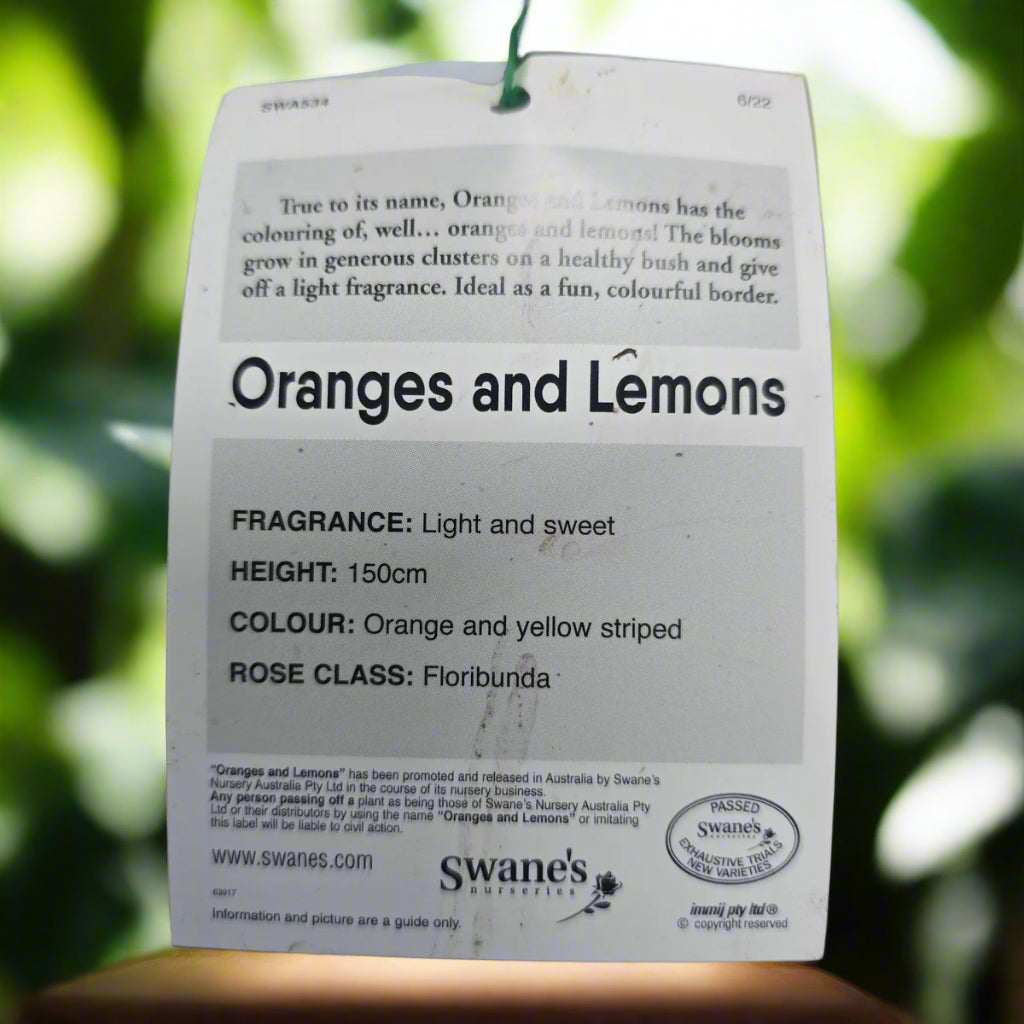 SWA534
6/22
True to its name, Oranges and Lemons has the
colouring of, well... oranges and lemons! The blooms
grow in generous clusters on a healthy bush and give
off a light fragrance. Ideal as a fun, colourful border.
Oranges and Lemons
FRAGRANCE: Light and sweet
HEIGHT: 150cm
COLOUR: Orange and yellow striped
ROSE CLASS: Floribunda
"Oranges and Lemons" has been promoted and released in Australia by Swane's
Nursery Australia Pty Ltd in the course of its nursery business.
Any person passing off a plant as being those of Swane's Nursery Australia Pty
Ltd or their distributors by using the name "Oranges and Lemons" or imitating
this label will be liable to civil action.
www.swanes.com
63917
Information and picture are a guide only.
Swane's
nurseries
PASSED
Swane's
nurseries
EXHAUSTIVE TRIALS
NEW VARIETIES
immij pty ltd®
© copyright reserved